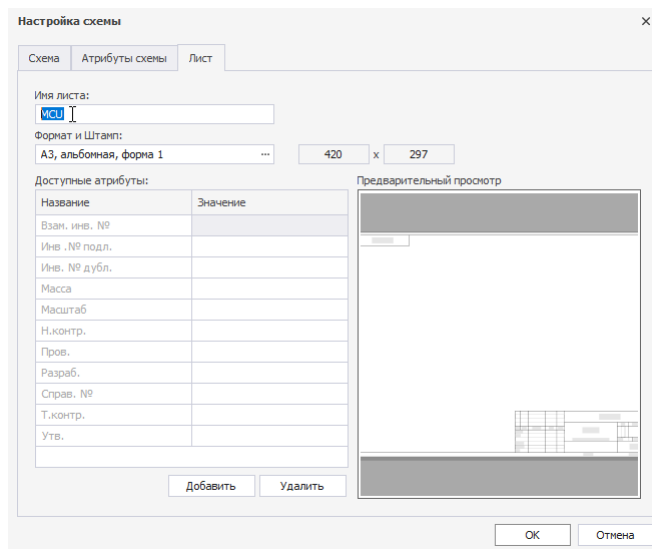 Настройка схемы
Схема Атрибуты схемы Лист
Имя листа:
MCU
Формат и Штамп:
А3, альбомная, форма 1 ... 420 x 297
Доступные атрибуты: Предварительный просмотр
Название Значение
Взам. инв. №
Инв .№ подл.
Инв. № дубл.
Масса
Масштаб
Н.контр.
Пров.
Разраб.
Справ. №
Т.контр.
Утв.
Добавить Удалить
ОК Отмена